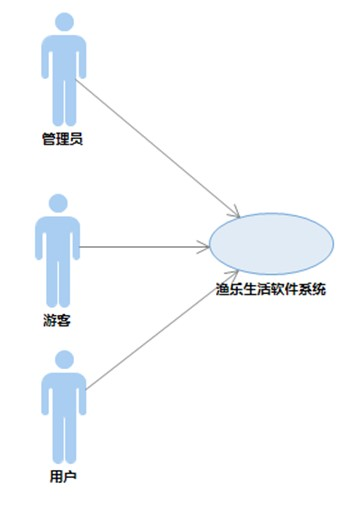 管理员
游客
渔乐生活软件系统
用户